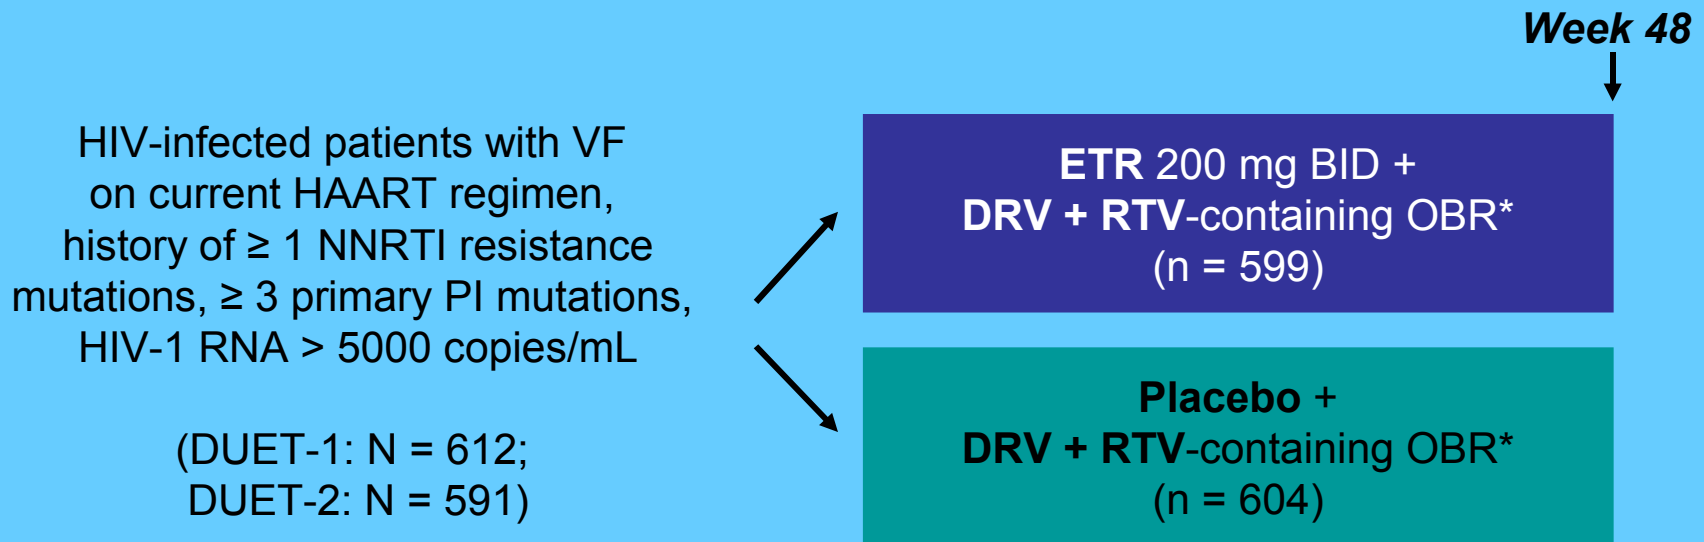 Week 48
HIV-infected patients with VF
on current HAART regimen,
history of ≥ 1 NNRTI resistance
mutations, ≥ 3 primary PI mutations,
HIV-1 RNA > 5000 copies/mL
(DUET-1: N = 612;
DUET-2: N = 591)
ETR 200 mg BID +
DRV + RTV-containing OBR*
(n = 599)
Placebo +
DRV + RTV-containing OBR*
(n = 604)